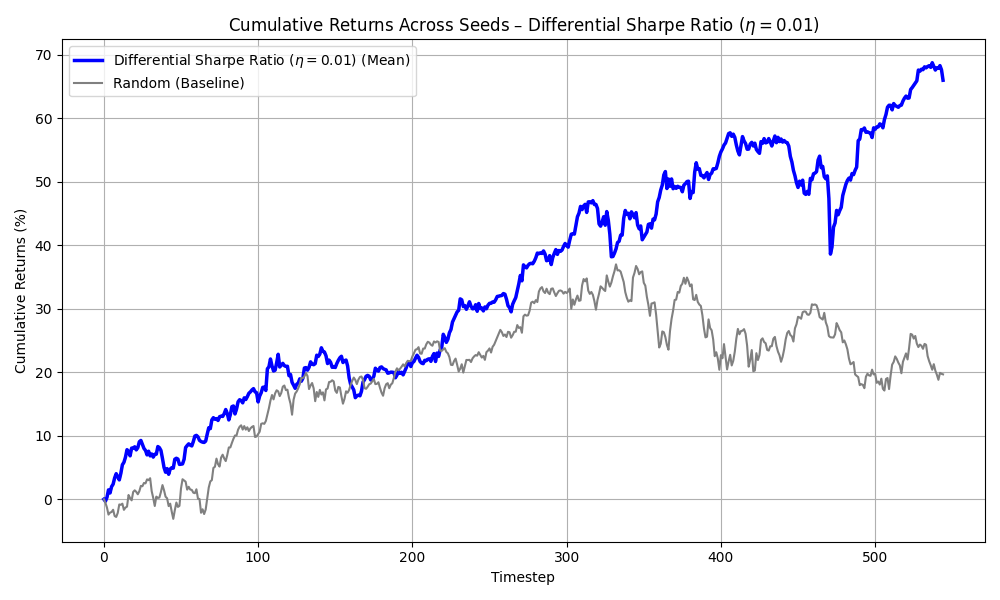 Cumulative Returns Across Seeds – Differential Sharpe Ratio (η = 0.01)
Differential Sharpe Ratio (η = 0.01) (Mean)
Random (Baseline)
Cumulative Returns (%)
70
60
50
40
30
20
10
0
0 100 200 300 400 500
Timestep